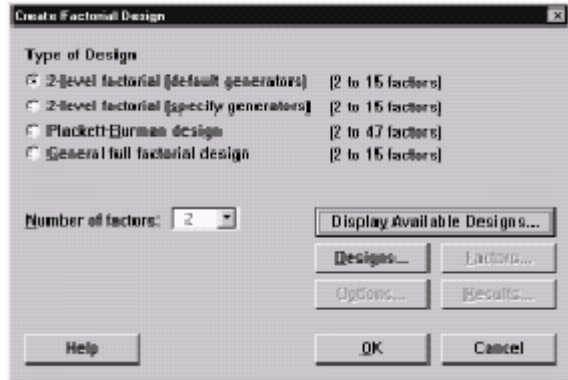 Create Factorial Design
Type of Design
2-level factorial (default generators) (2 to 15 factors)
2-level factorial (specify generators) (2 to 15 factors)
Plackett-Burman design (2 to 47 factors)
General full factorial design (2 to 15 factors)
Number of factors: 2
Display Available Designs...
Designs... Factors...
Options... Results...
Help OK Cancel